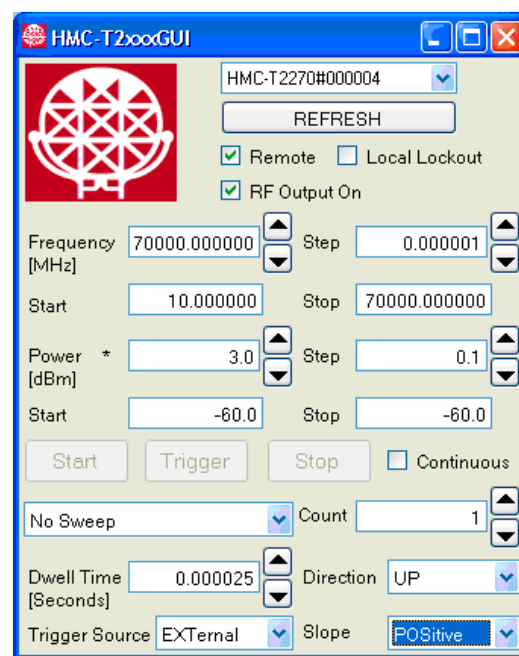 HMC-T2xxxGUI
HMC-T2270#000004
REFRESH
Remote Local Lockout
RF Output On
Frequency [MHz] 70000.000000 Step 0.000001
Start 10.000000 Stop 70000.000000
Power * [dBm] 3.0 Step 0.1
Start -60.0 Stop -60.0
Start Trigger Stop Continuous
No Sweep Count 1
Dwell Time [Seconds] 0.000025 Direction UP
Trigger Source EXTernal Slope POSitive